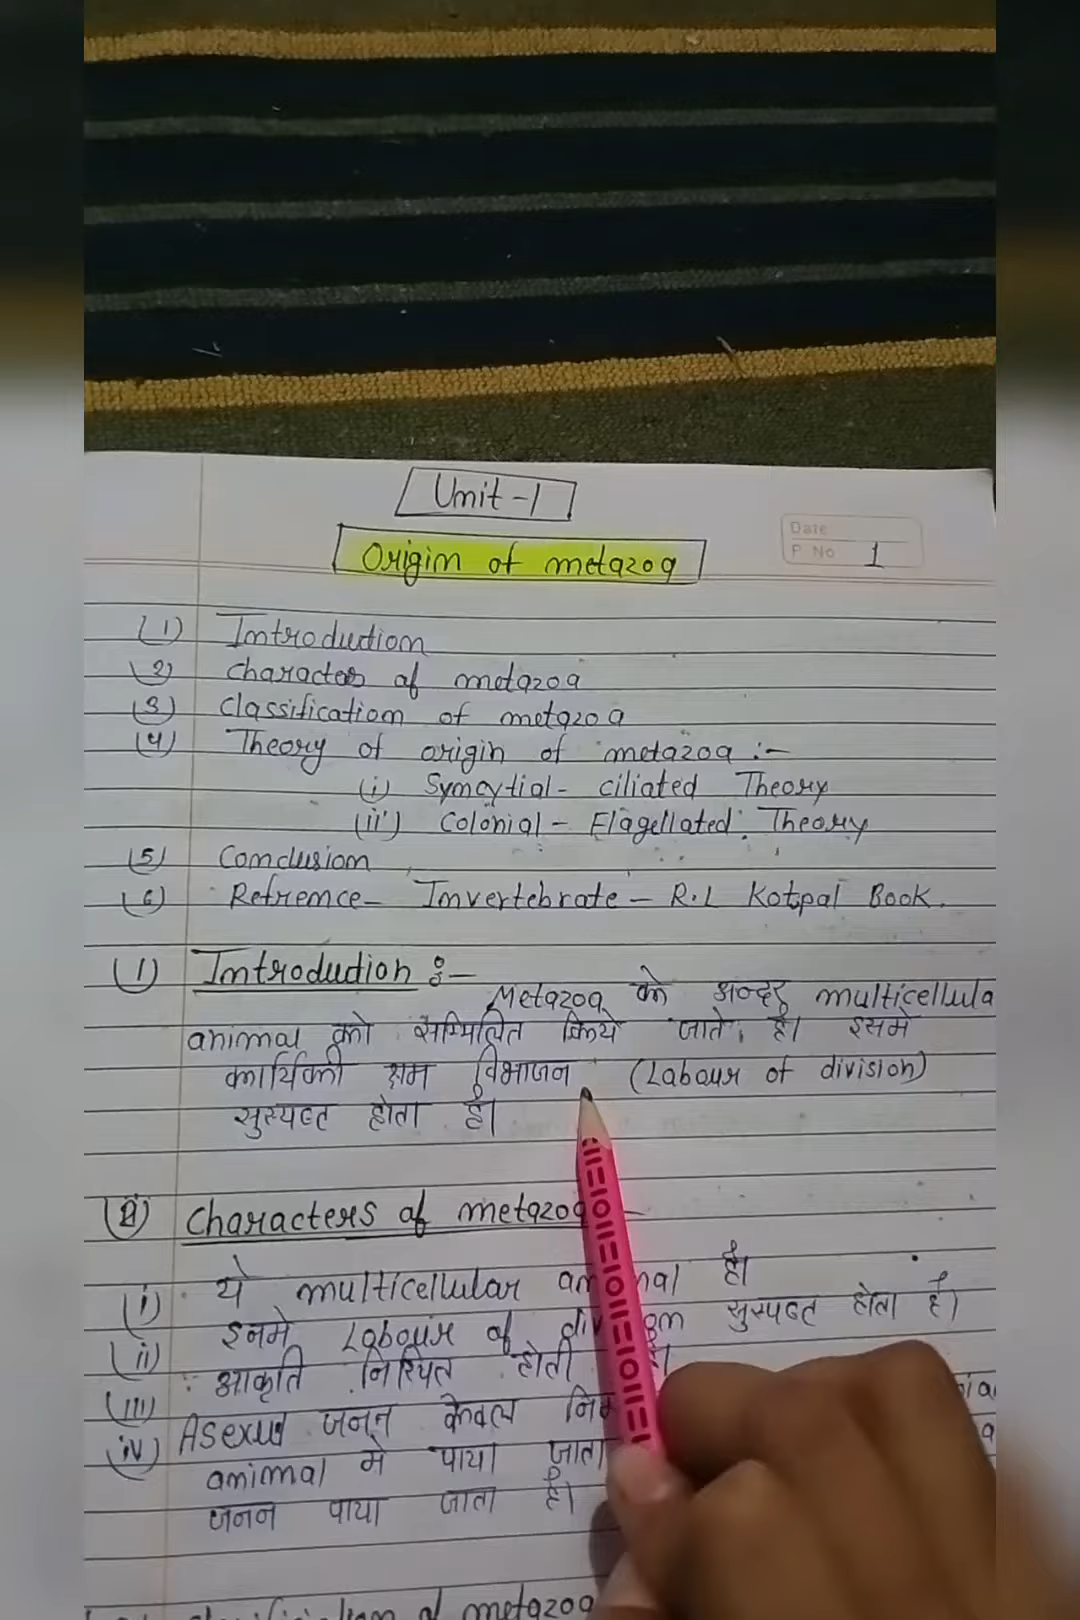 Unit-1
Origin of metazoa
Date
P. No 1
(1) Introduction
(2) Characters of metazoa
(3) Classification of metazoa
(4) Theory of origin of metazoa :-
(i) Syncytial- ciliated Theory
(ii) Colonial- Flagellated Theory
(5) Conclusion
(6) Refrence- Invertebrate- R.L Kotpal Book.
(1) Introduction :-
Metazoa को अन्दर multicellula
animal को सम्मिलित किये जाते है। इसमे
कार्यिकी श्रम विभाजन (Labour of division)
सुस्पष्ट होता है।
(2) Characters of metazoa
(i) ये multicellular animal है।
(ii) इनमे Labour of सुस्पष्ट होता है।
(iii) आकृति निश्चित होती है।
(iv) Asexual जनन केवल
animal मे पाया जाता
जनन पाया जाता है।
of metazoa